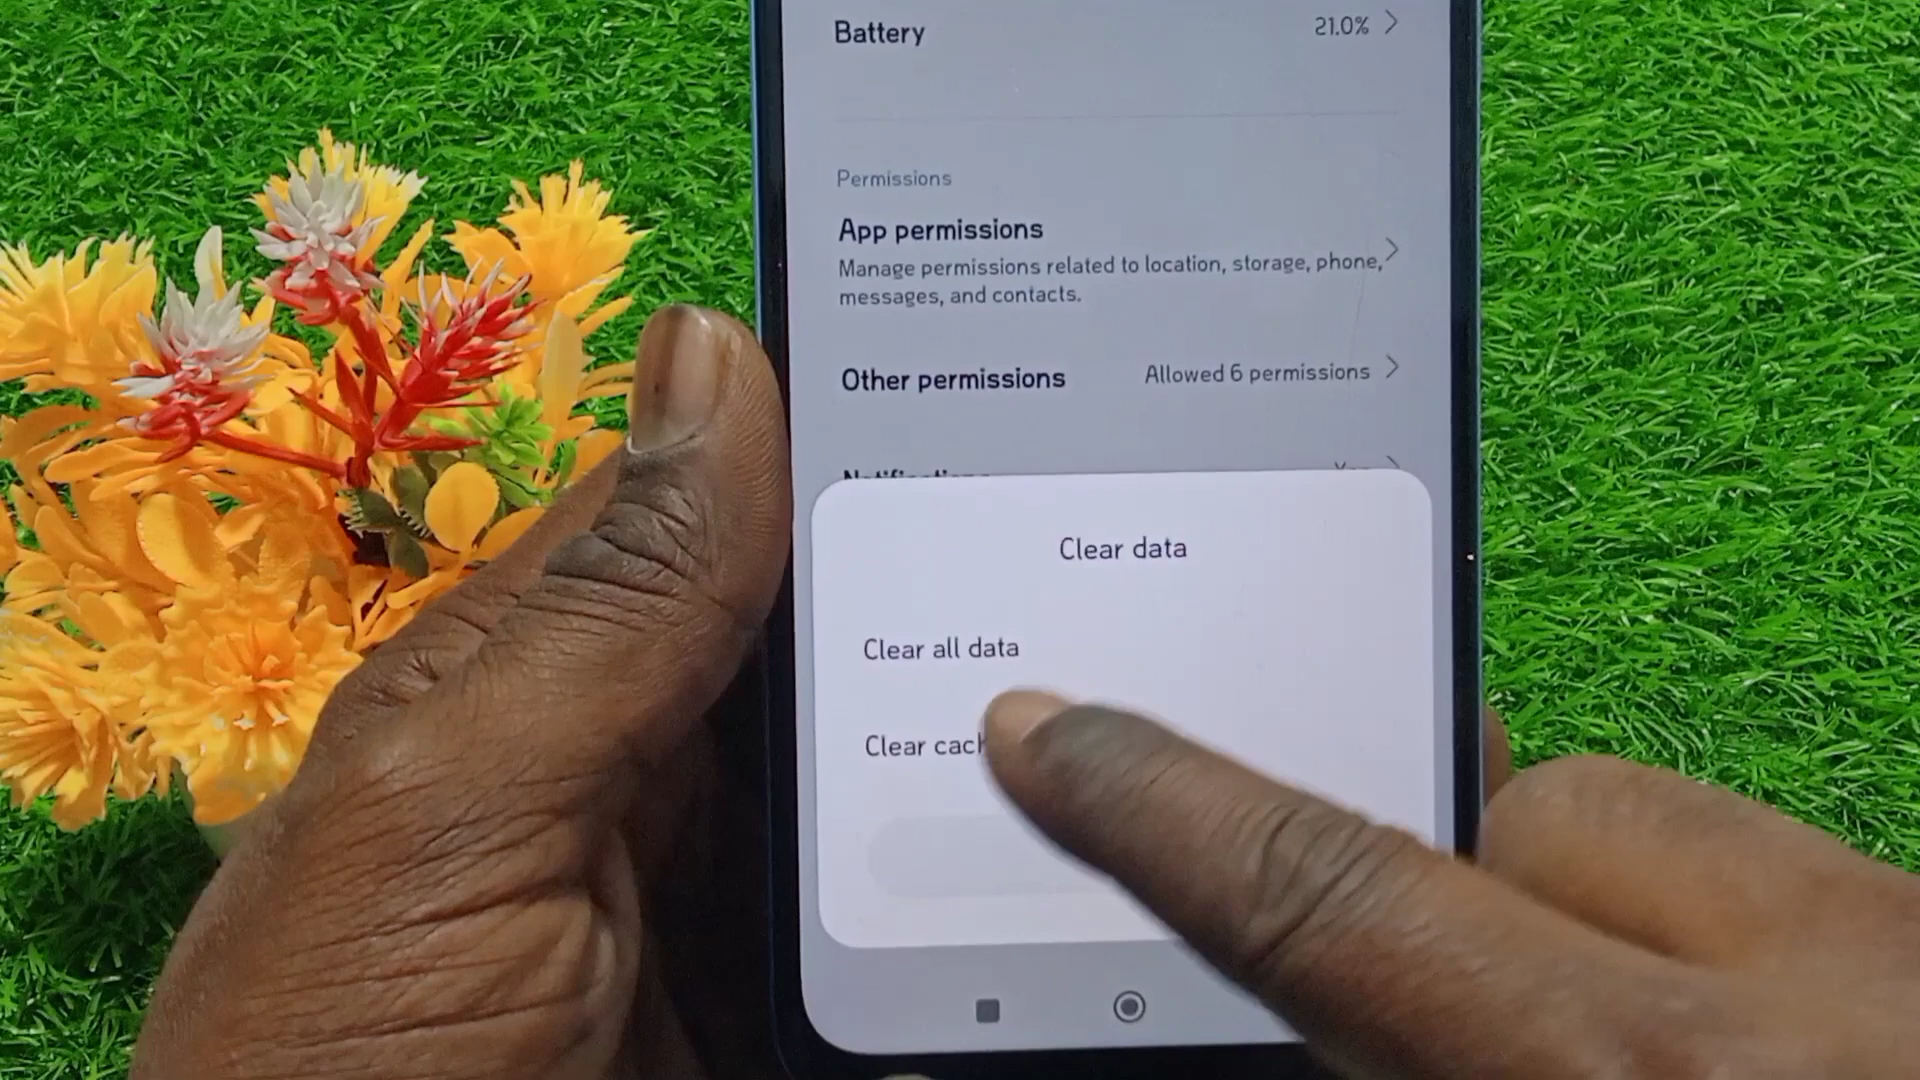 Battery 21.0%
Permissions
App permissions
Manage permissions related to location, storage, phone,
messages, and contacts.
Other permissions Allowed 6 permissions
Clear data
Clear all data
Clear